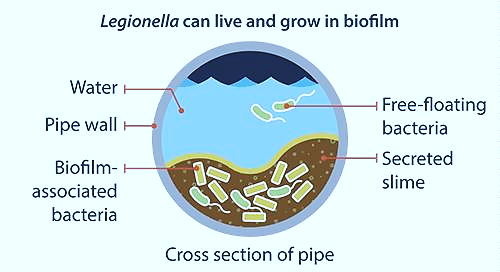 Legionella can live and grow in biofilm
Water
Pipe wall
Biofilm-
associated
bacteria
Free-floating
bacteria
Secreted
slime
Cross section of pipe